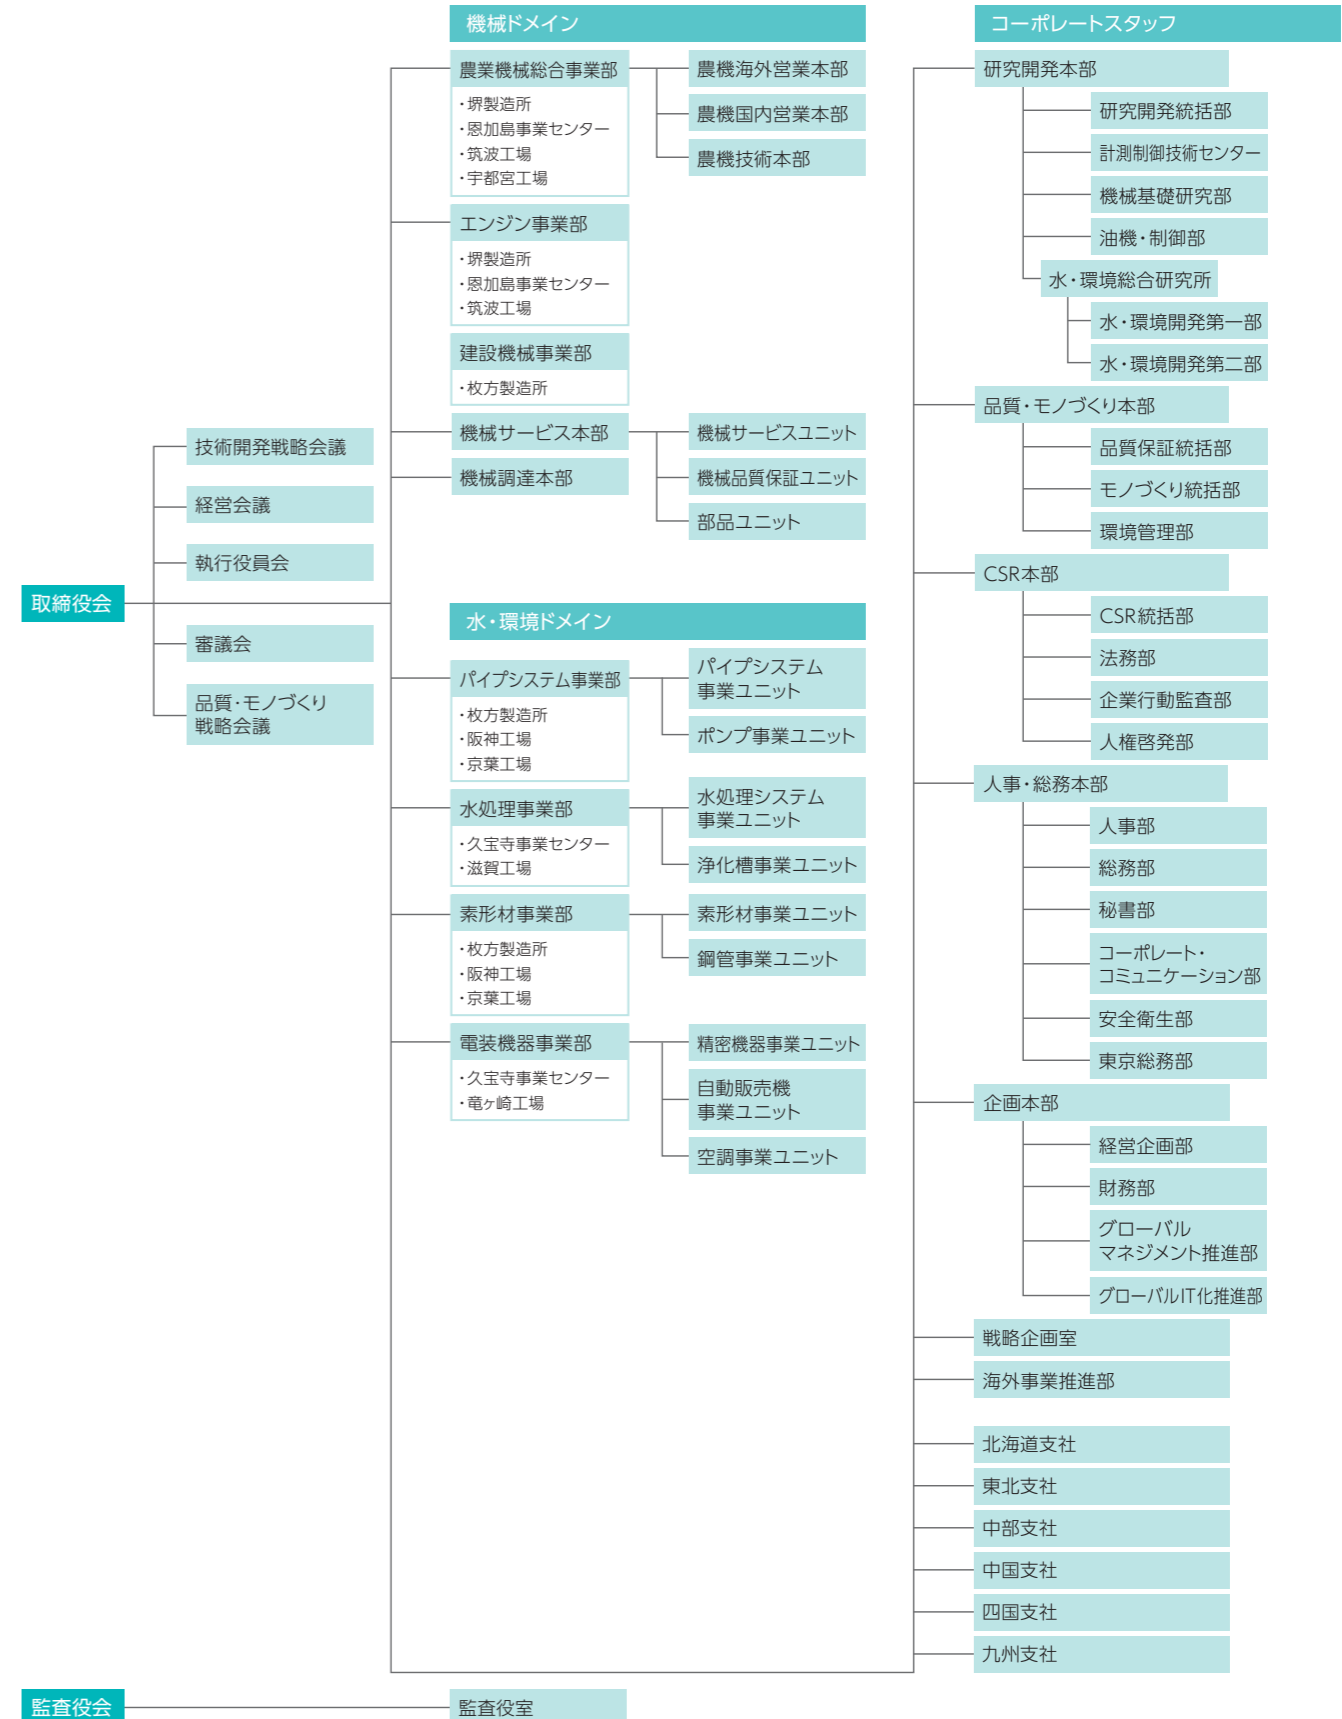 取締役会
技術開発戦略会議
経営会議
執行役員会
審議会
品質・モノづくり
戦略会議
機械ドメイン
農業機械総合事業部
・堺製造所
・恩加島事業センター
・筑波工場
・宇都宮工場
農機海外営業本部
農機国内営業本部
農機技術本部
エンジン事業部
・堺製造所
・恩加島事業センター
・筑波工場
建設機械事業部
・枚方製造所
機械サービス本部
機械サービスユニット
機械品質保証ユニット
部品ユニット
機械調達本部
水・環境ドメイン
パイプシステム事業部
・枚方製造所
・阪神工場
・京葉工場
パイプシステム
事業ユニット
ポンプ事業ユニット
水処理事業部
・久宝寺事業センター
・滋賀工場
水処理システム
事業ユニット
浄化槽事業ユニット
素形材事業部
・枚方製造所
・阪神工場
・京葉工場
素形材事業ユニット
鋼管事業ユニット
電装機器事業部
・久宝寺事業センター
・竜ヶ崎工場
精密機器事業ユニット
自動販売機
事業ユニット
空調事業ユニット
コーポレートスタッフ
研究開発本部
研究開発統括部
計測制御技術センター
機械基礎研究部
油機・制御部
水・環境総合研究所
水・環境開発第一部
水・環境開発第二部
品質・モノづくり本部
品質保証統括部
モノづくり統括部
環境管理部
CSR本部
CSR統括部
法務部
企業行動監査部
人権啓発部
人事・総務本部
人事部
総務部
秘書部
コーポレート・
コミュニケーション部
安全衛生部
東京総務部
企画本部
経営企画部
財務部
グローバル
マネジメント推進部
グローバルIT化推進部
戦略企画室
海外事業推進部
北海道支社
東北支社
中部支社
中国支社
四国支社
九州支社
監査役会
監査役室